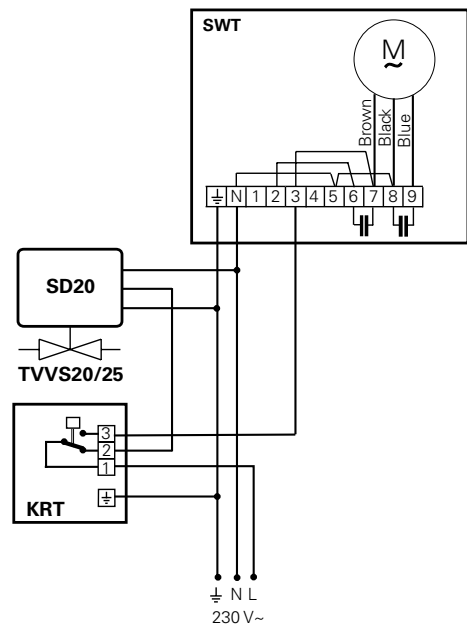 SWT
M
~
Brown
Black
Blue
⏚ N 1 2 3 4 5 6 7 8 9
SD20
TVVS20/25
3
2
1
⏚
KRT
⏚ N L
230 V~